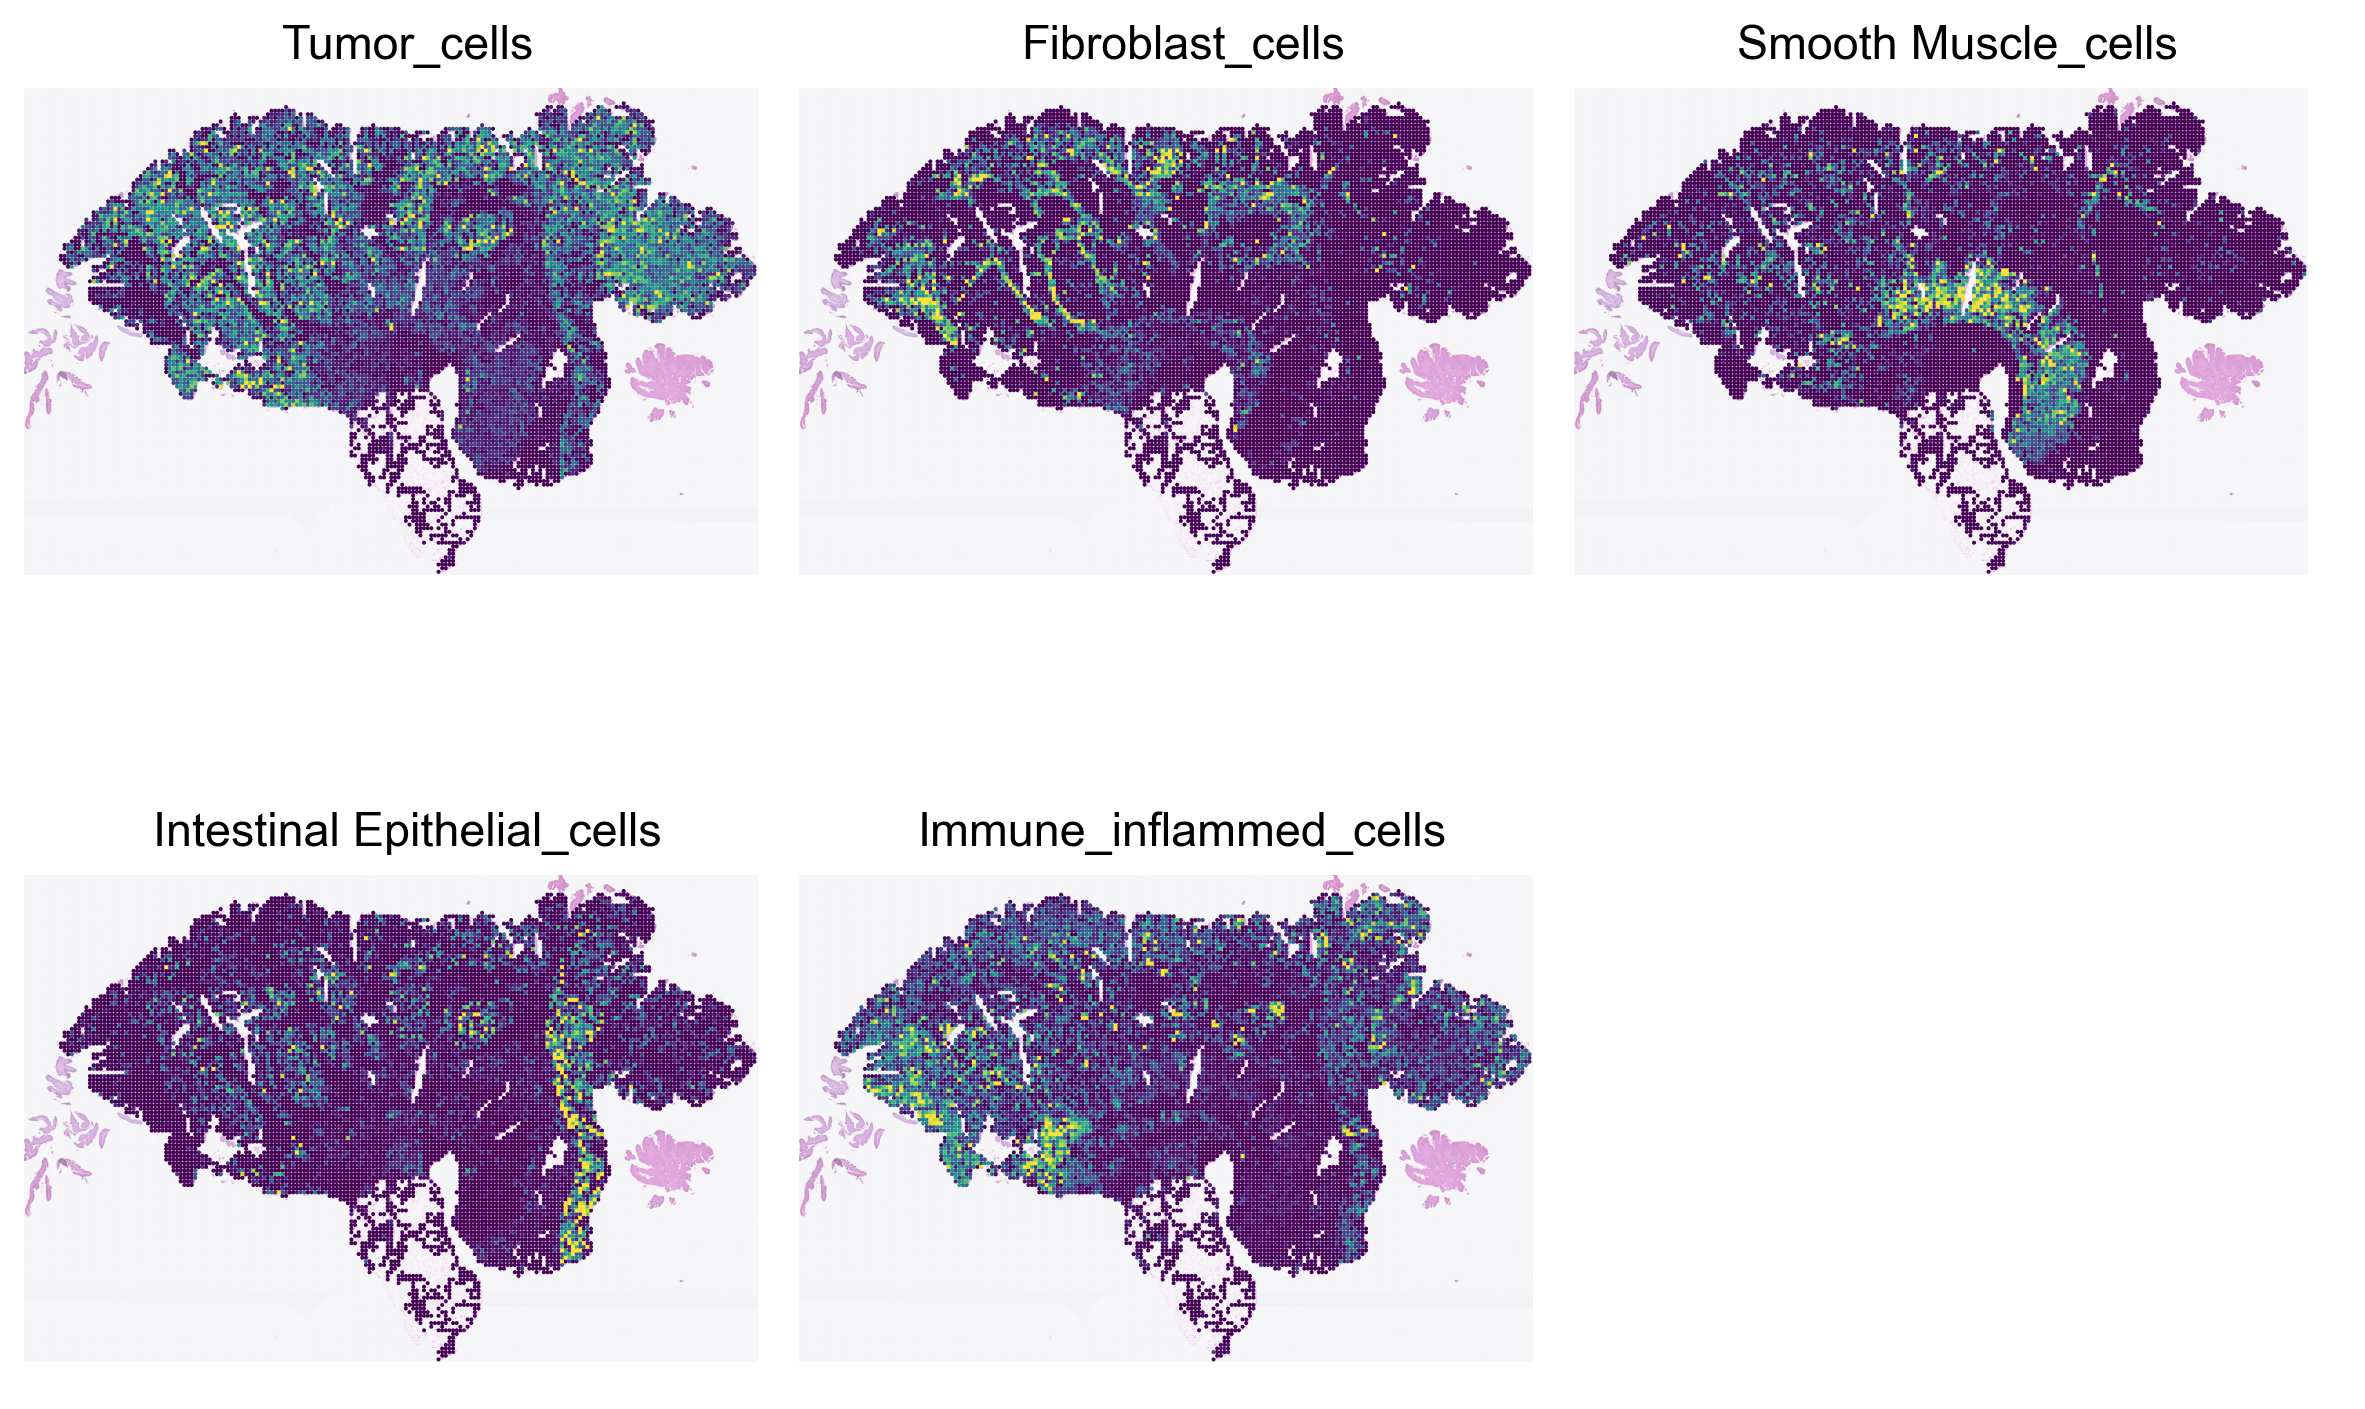 Tumor_cells
Fibroblast_cells
Smooth Muscle_cells
Intestinal Epithelial_cells
Immune_inflammed_cells